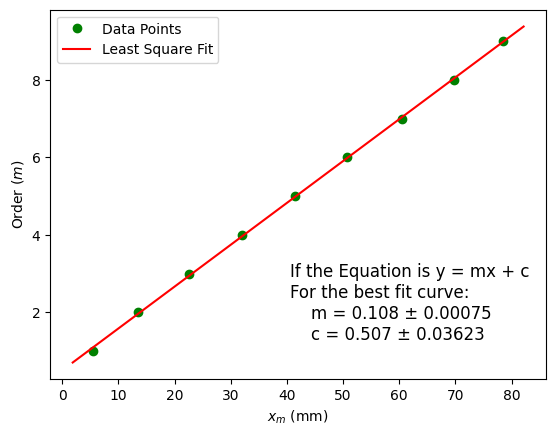 Data Points
Least Square Fit
Order (m)
8
6
4
2
If the Equation is y = mx + c
For the best fit curve:
m = 0.108 ± 0.00075
c = 0.507 ± 0.03623
0 10 20 30 40 50 60 70 80
xₘ (mm)